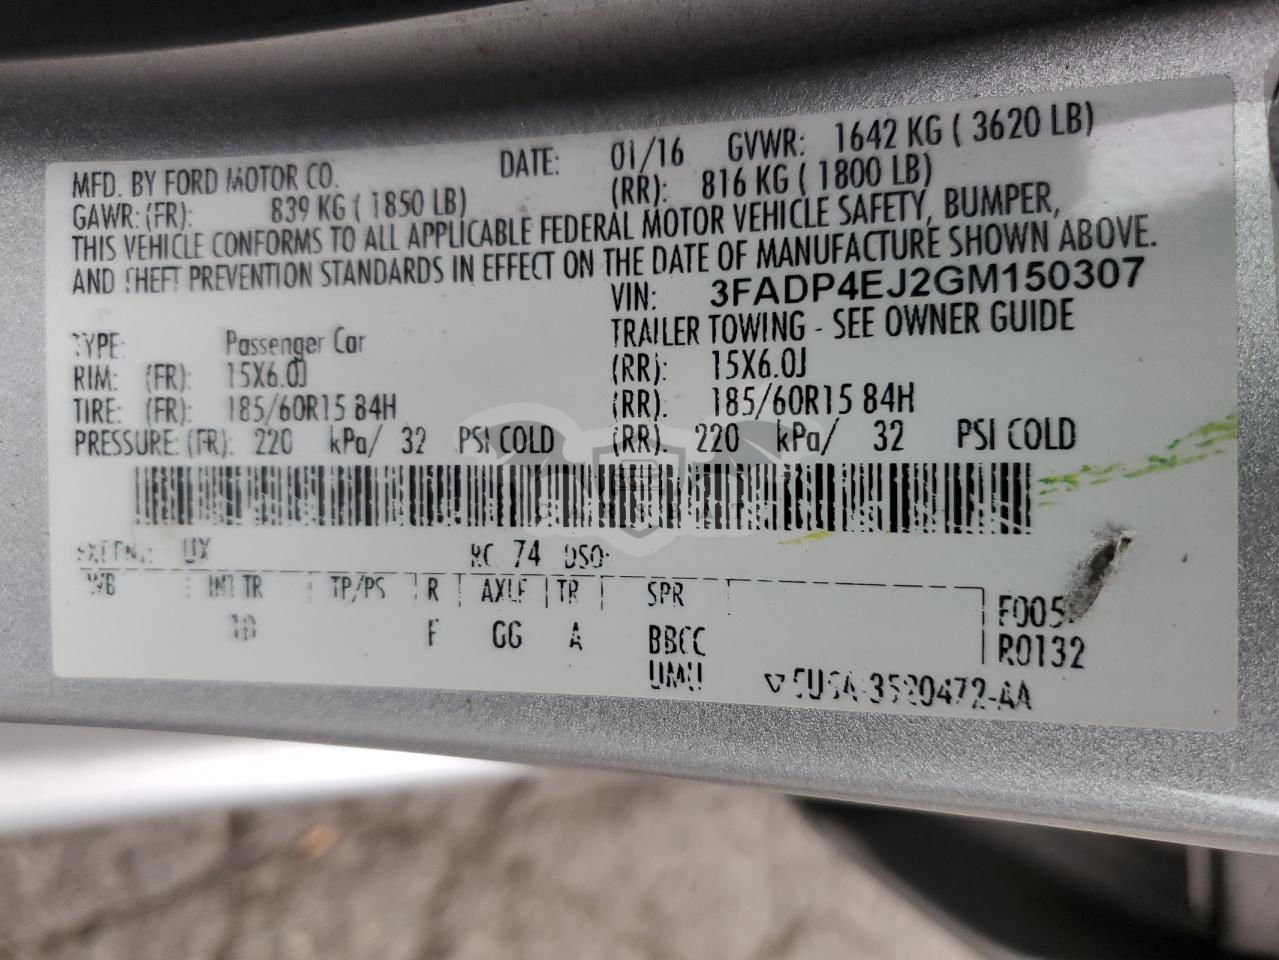 MFD. BY FORD MOTOR CO. DATE: 01/16 GVWR: 1642 KG ( 3620 LB)
GAWR: (FR): 839 KG ( 1850 LB) (RR): 816 KG ( 1800 LB)
THIS VEHICLE CONFORMS TO ALL APPLICABLE FEDERAL MOTOR VEHICLE SAFETY, BUMPER,
AND THEFT PREVENTION STANDARDS IN EFFECT ON THE DATE OF MANUFACTURE SHOWN ABOVE.
VIN: 3FADP4EJ2GM150307
TYPE: Passenger Car TRAILER TOWING - SEE OWNER GUIDE
RIM: (FR): 15X6.0J (RR): 15X6.0J
TIRE: (FR): 185/60R15 84H (RR): 185/60R15 84H
PRESSURE: (FR): 220 kPa/ 32 PSI COLD (RR): 220 kPa/ 32 PSI COLD
EXT PNT: UX RC: 74 DSO:
WB INT TR TP/PS R AXLE TR SPR
F GG A BBCC
R0132
UMU